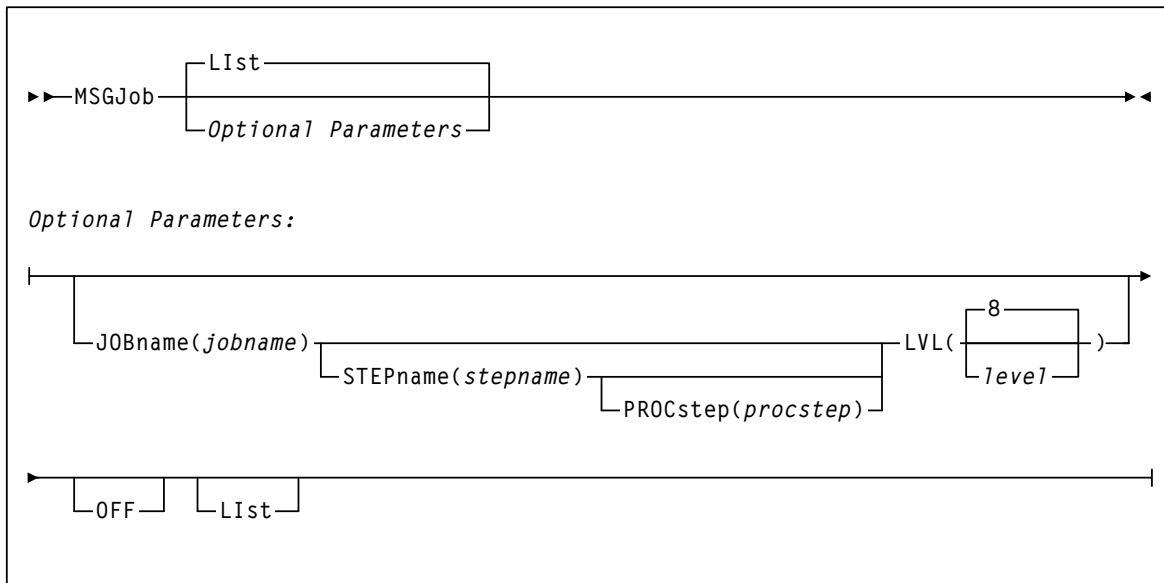 LIst
MSGJob
Optional Parameters
Optional Parameters:
8
JOBname(jobname) LVL( )
STEPname(stepname) level
PROCstep(procstep)
OFF LIst